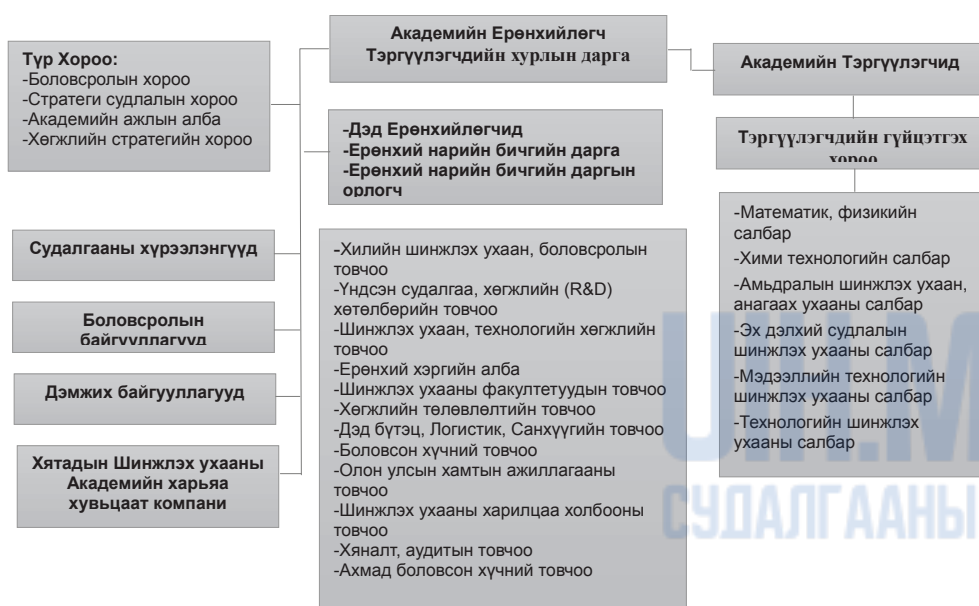 Академийн Ерөнхийлөгч
Тэргүүлэгчдийн хурлын дарга
Түр Хороо:
-Боловсролын хороо
-Стратеги судлалын хороо
-Академийн ажлын алба
-Хөгжлийн стратегийн хороо
Академийн Тэргүүлэгчид
-Дэд Ерөнхийлөгчид
-Ерөнхий нарийн бичгийн дарга
-Ерөнхий нарийн бичгийн даргын
орлогч
Тэргүүлэгчдийн гүйцэтгэх
хороо
Судалгааны хүрээлэнгүүд
Боловсролын
байгууллагууд
Дэмжих байгууллагууд
Хятадын Шинжлэх ухааны
Академийн харьяа
хувьцаат компани
-Хилийн шинжлэх ухаан, боловсролын
товчоо
-Үндсэн судалгаа, хөгжлийн (R&D)
хөтөлбөрийн товчоо
-Шинжлэх ухаан, технологийн хөгжлийн
товчоо
-Ерөнхий хэргийн алба
-Шинжлэх ухааны факултетуудын товчоо
-Хөгжлийн төлөвлөлтийн товчоо
-Дэд бүтэц, Логистик, Санхүүгийн товчоо
-Боловсон хүчний товчоо
-Олон улсын хамтын ажиллагааны
товчоо
-Шинжлэх ухааны харилцаа холбооны
товчоо
-Хяналт, аудитын товчоо
-Ахмад боловсон хүчний товчоо
-Математик, физикийн
салбар
-Хими технологийн салбар
-Амьдралын шинжлэх ухаан,
анагаах ухааны салбар
-Эх дэлхий судлалын
шинжлэх ухааны салбар
-Мэдээллийн технологийн
шинжлэх ухааны салбар
-Технологийн шинжлэх
ухааны салбар
СУДАЛГААНЫ